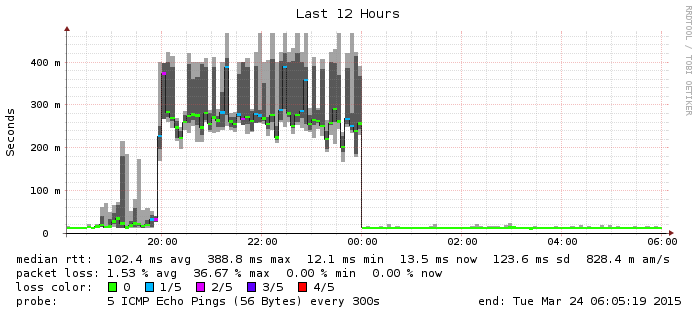 Last 12 Hours
RRDTOOL / TOBI OETIKER
Seconds
400 m
300 m
200 m
100 m
0
20:00 22:00 00:00 02:00 04:00 06:00
median rtt: 102.4 ms avg 388.8 ms max 12.1 ms min 13.5 ms now 123.6 ms sd 828.4 m am/s
packet loss: 1.53 % avg 36.67 % max 0.00 % min 0.00 % now
loss color: 0 1/5 2/5 3/5 4/5
probe: 5 ICMP Echo Pings (56 Bytes) every 300s end: Tue Mar 24 06:05:19 2015